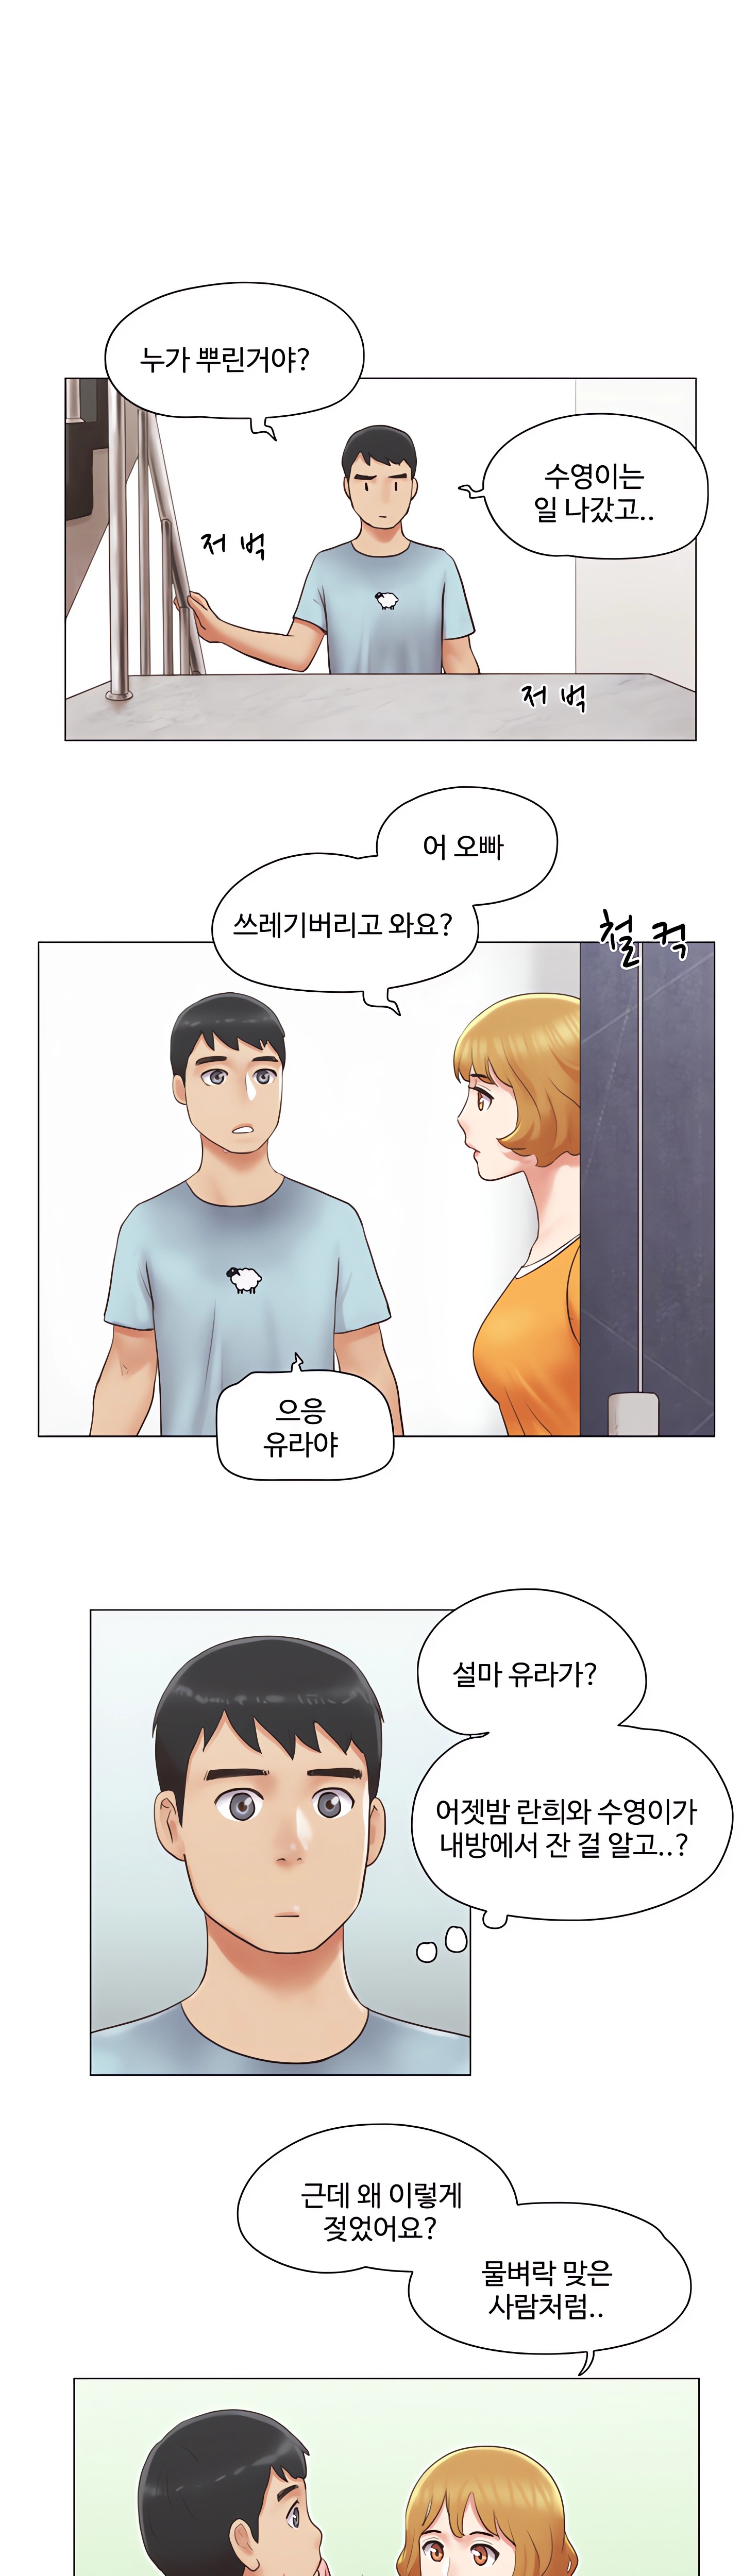 누가 뿌린거야?
수영이는
일 나갔고..
저벅
저벅
어 오빠
쓰레기버리고 와요?
철컥
으응
유라야
설마 유라가?
어젯밤 란희와 수영이가
내방에서 잔 걸 알고..?
근데 왜 이렇게
젖었어요?
물벼락 맞은
사람처럼..